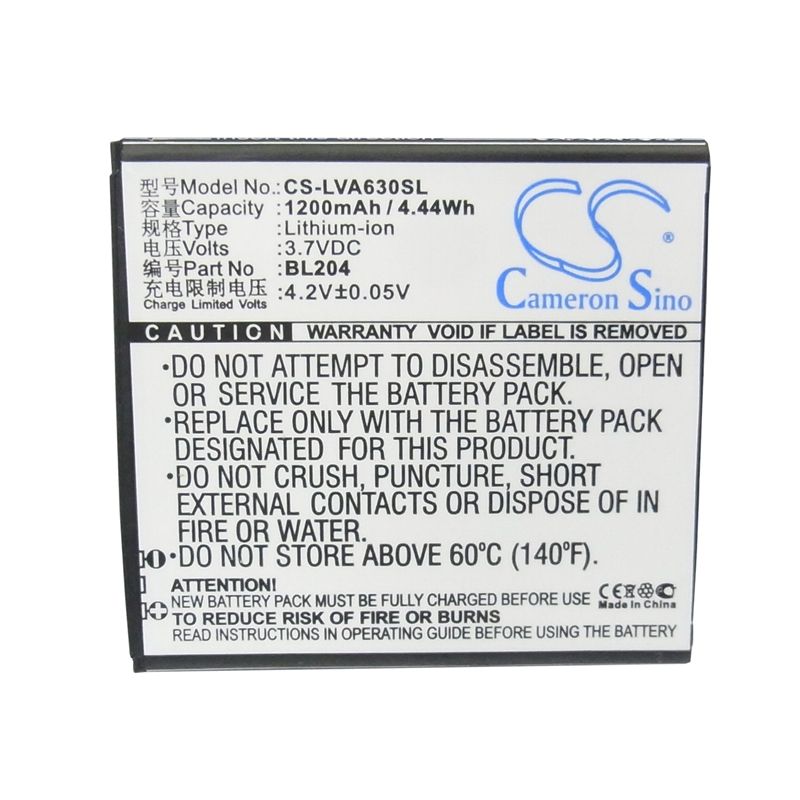 型号Model No.: CS-LVA630SL
容量Capacity: 1200mAh / 4.44Wh
规格Type : Lithium-ion
电压Volts : 3.7VDC
编号Part No : BL204
充电限制电压
Charge Limited Volts : 4.2V±0.05V
CS ®
Cameron Sino
CAUTION WARRANTY VOID IF LABEL IS REMOVED
•DO NOT ATTEMPT TO DISASSEMBLE, OPEN
OR SERVICE THE BATTERY PACK.
•REPLACE ONLY WITH THE BATTERY PACK
DESIGNATED FOR THIS PRODUCT.
•DO NOT CRUSH, PUNCTURE, SHORT
EXTERNAL CONTACTS OR DISPOSE OF IN
FIRE OR WATER.
•DO NOT STORE ABOVE 60ºC (140ºF).
ATTENTION!
NEW BATTERY PACK MUST BE FULLY CHARGED BEFORE USE
TO REDUCE RISK OF FIRE OR BURNS
READ INSTRUCTIONS IN OPERATING GUIDE BEFORE USING THE BATTERY
CE
Made In China